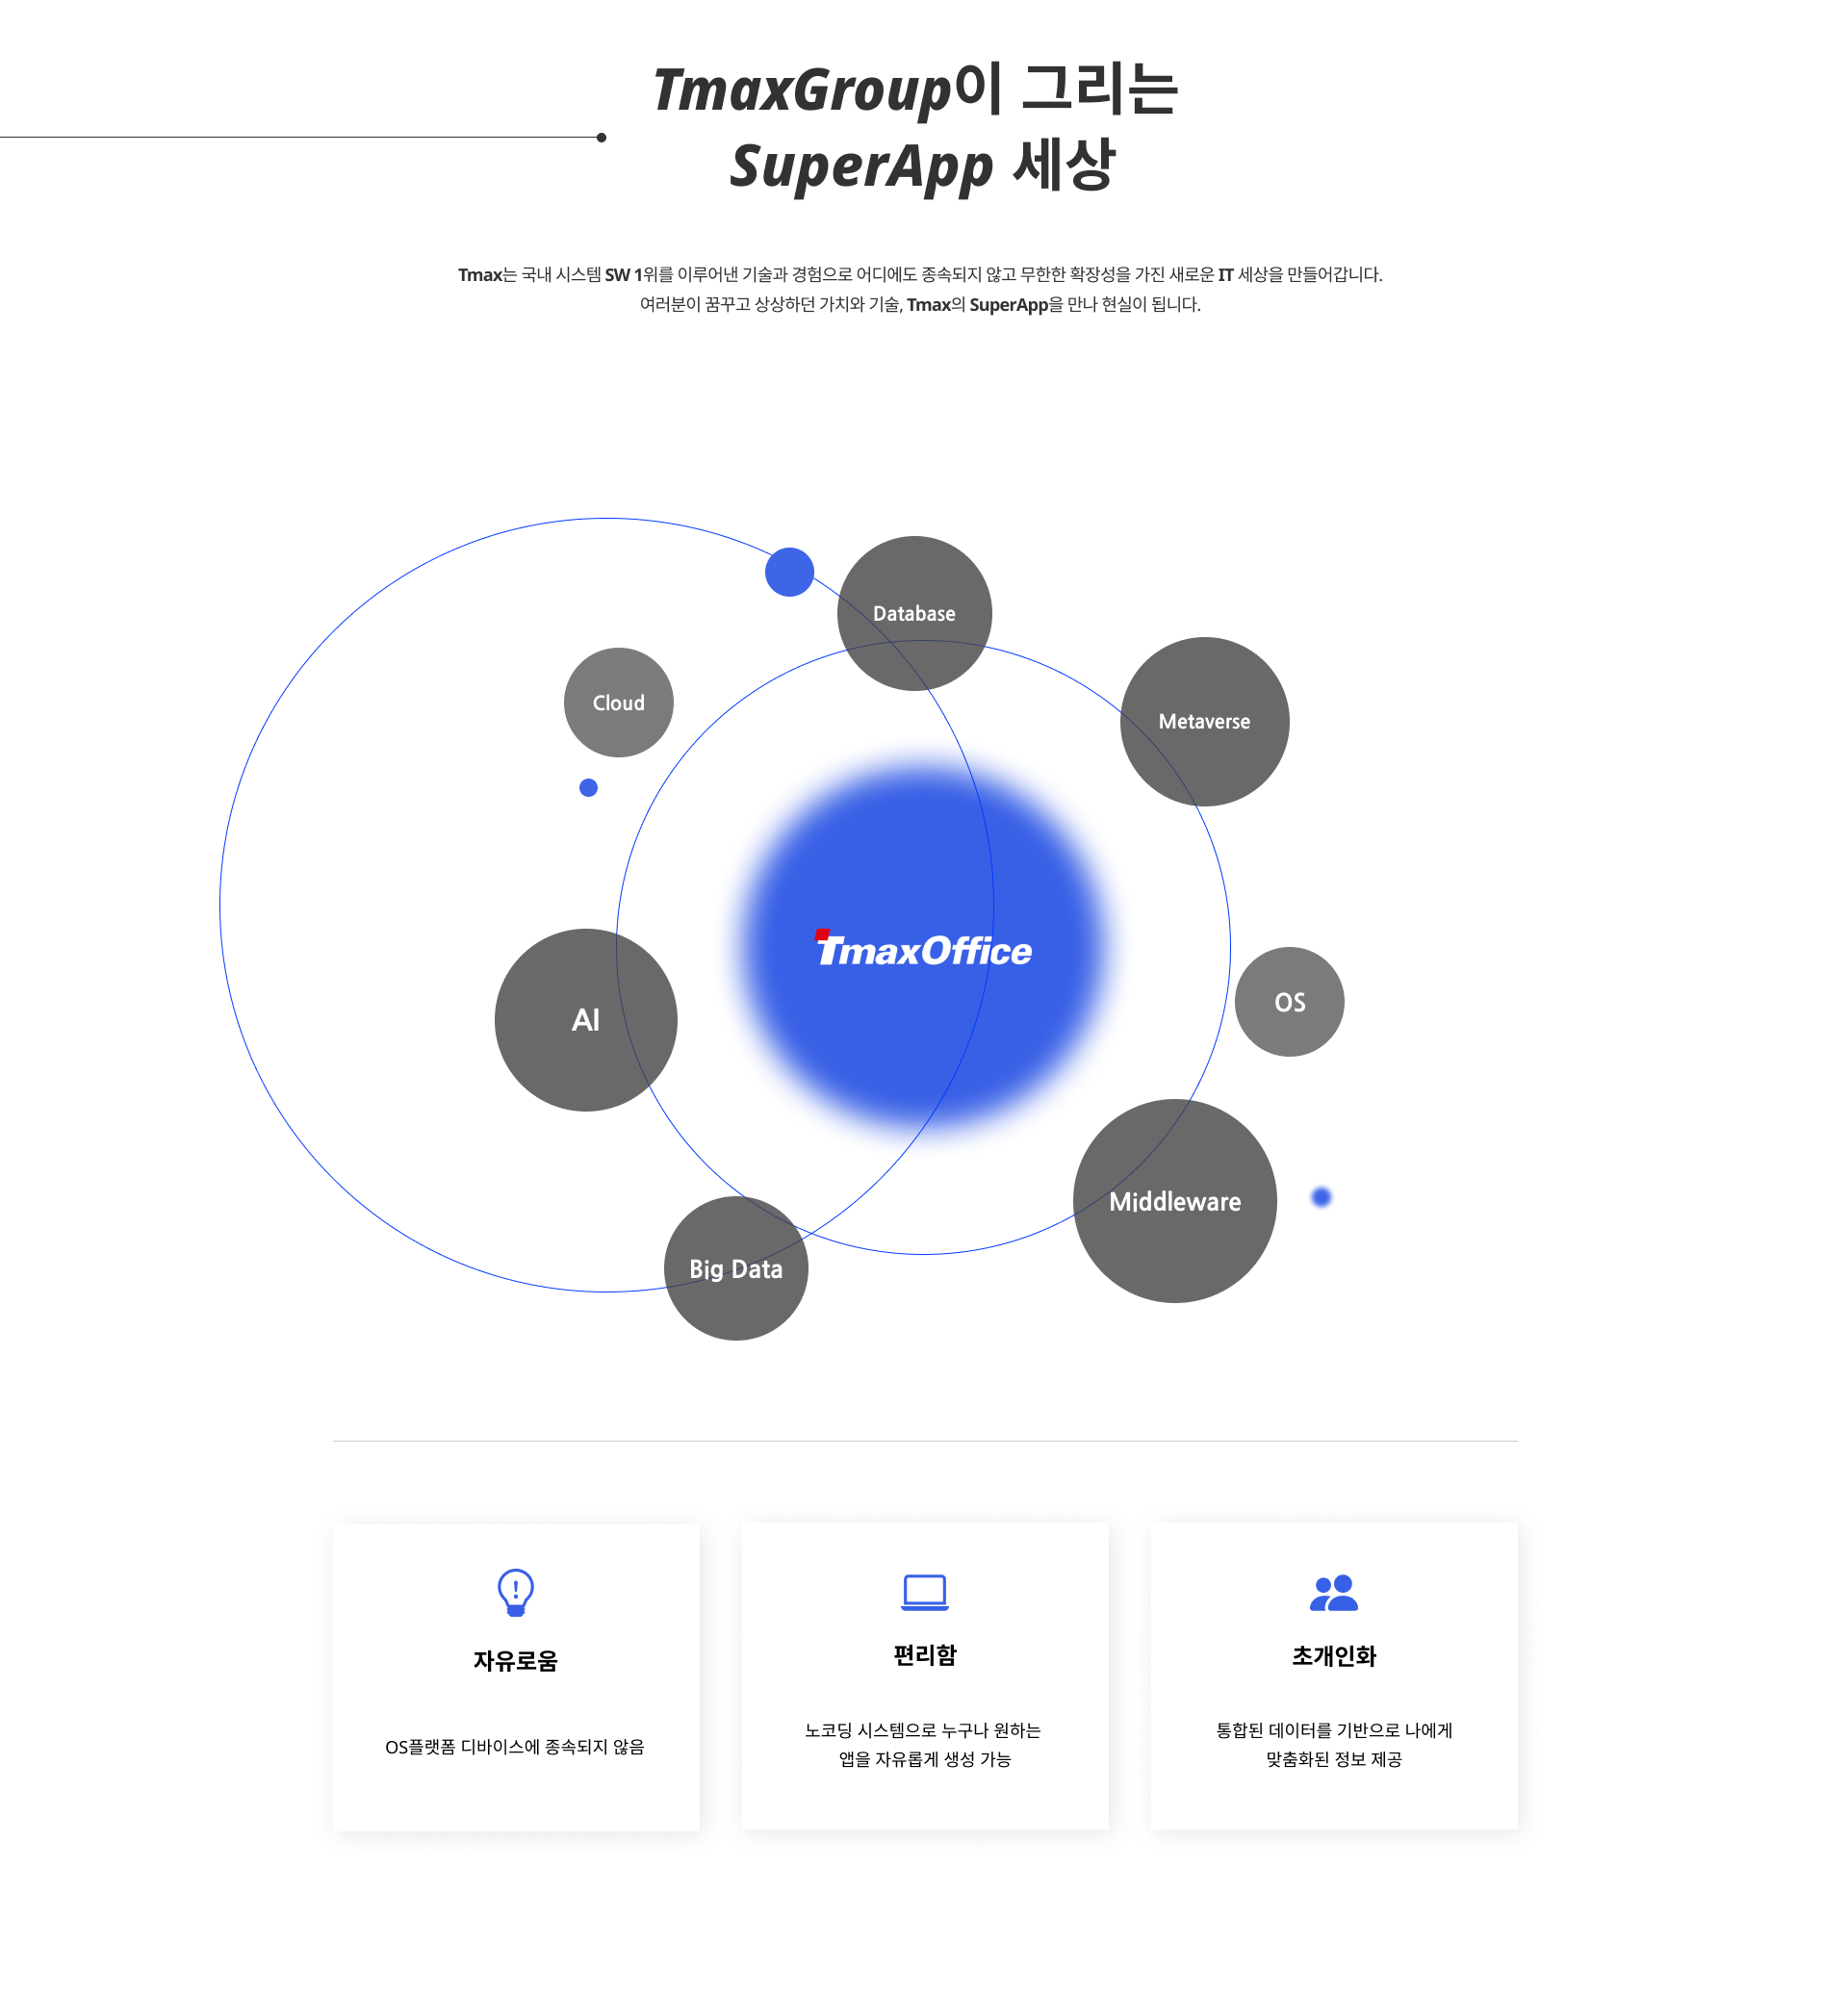 TmaxGroup이 그리는
SuperApp 세상
Tmax는 국내 시스템 SW 1위를 이루어낸 기술과 경험으로 어디에도 종속되지 않고 무한한 확장성을 가진 새로운 IT 세상을 만들어갑니다.
여러분이 꿈꾸고 상상하던 가치와 기술, Tmax의 SuperApp을 만나 현실이 됩니다.
Database
Cloud
Metaverse
TmaxOffice
OS
AI
Middleware
Big Data
자유로움
OS플랫폼 디바이스에 종속되지 않음
편리함
노코딩 시스템으로 누구나 원하는
앱을 자유롭게 생성 가능
초개인화
통합된 데이터를 기반으로 나에게
맞춤화된 정보 제공